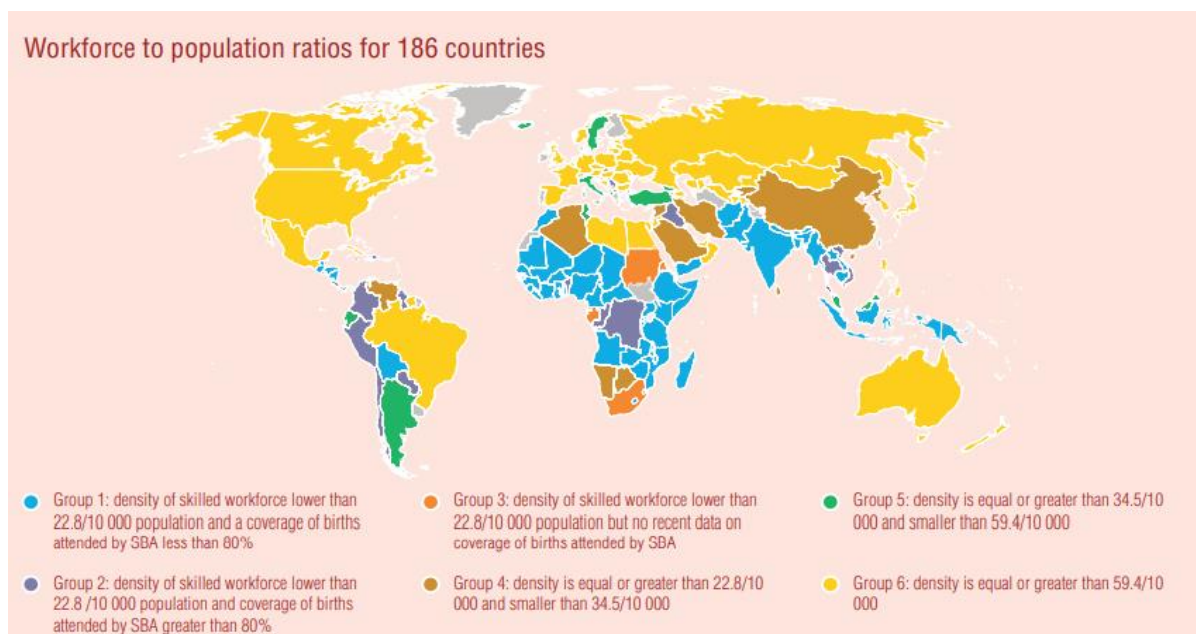 Workforce to population ratios for 186 countries
Group 1: density of skilled workforce lower than
22.8/10 000 population and a coverage of births
attended by SBA less than 80%
Group 2: density of skilled workforce lower than
22.8 /10 000 population and coverage of births
attended by SBA greater than 80%
Group 3: density of skilled workforce lower than
22.8/10 000 population but no recent data on
coverage of births attended by SBA
Group 4: density is equal or greater than 22.8/10
000 and smaller than 34.5/10 000
Group 5: density is equal or greater than 34.5/10
000 and smaller than 59.4/10 000
Group 6: density is equal or greater than 59.4/10
000